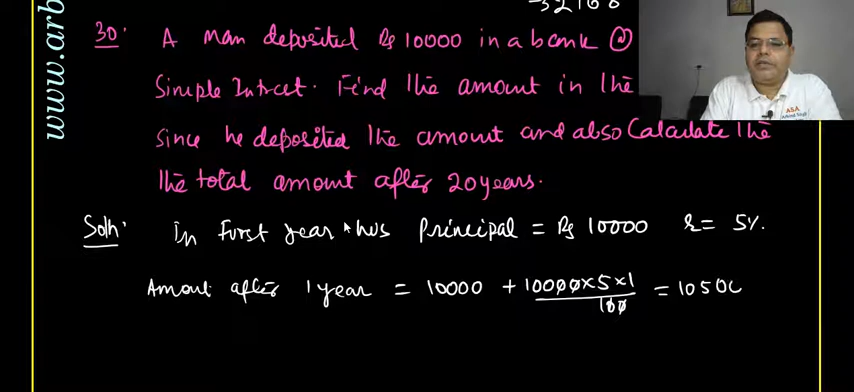 32100
www.arb
30. A man deposited Rs 10000 in a bank @
Simple Intrest. Find the amount in the
since he deposited the amount and also Calculate the
the total amount after 20 years.
Soln. In First year his Principal = Rs 10000 r = 5%.
Amount after 1 year = 10000 + 10000×5×1/100 = 10500
ASA